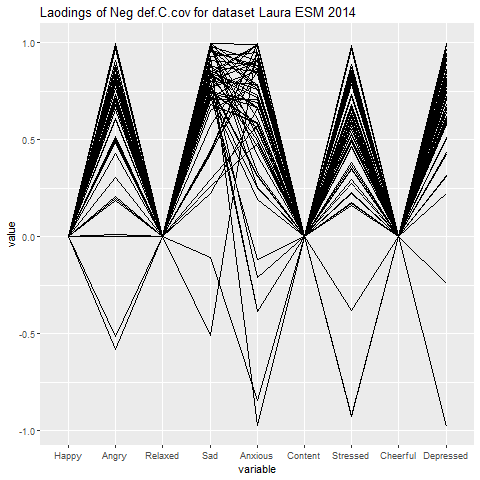 Laodings of Neg def.C.cov for dataset Laura ESM 2014
value
1.0
0.5
0.0
-0.5
-1.0
Happy Angry Relaxed Sad Anxious Content Stressed Cheerful Depressed
variable